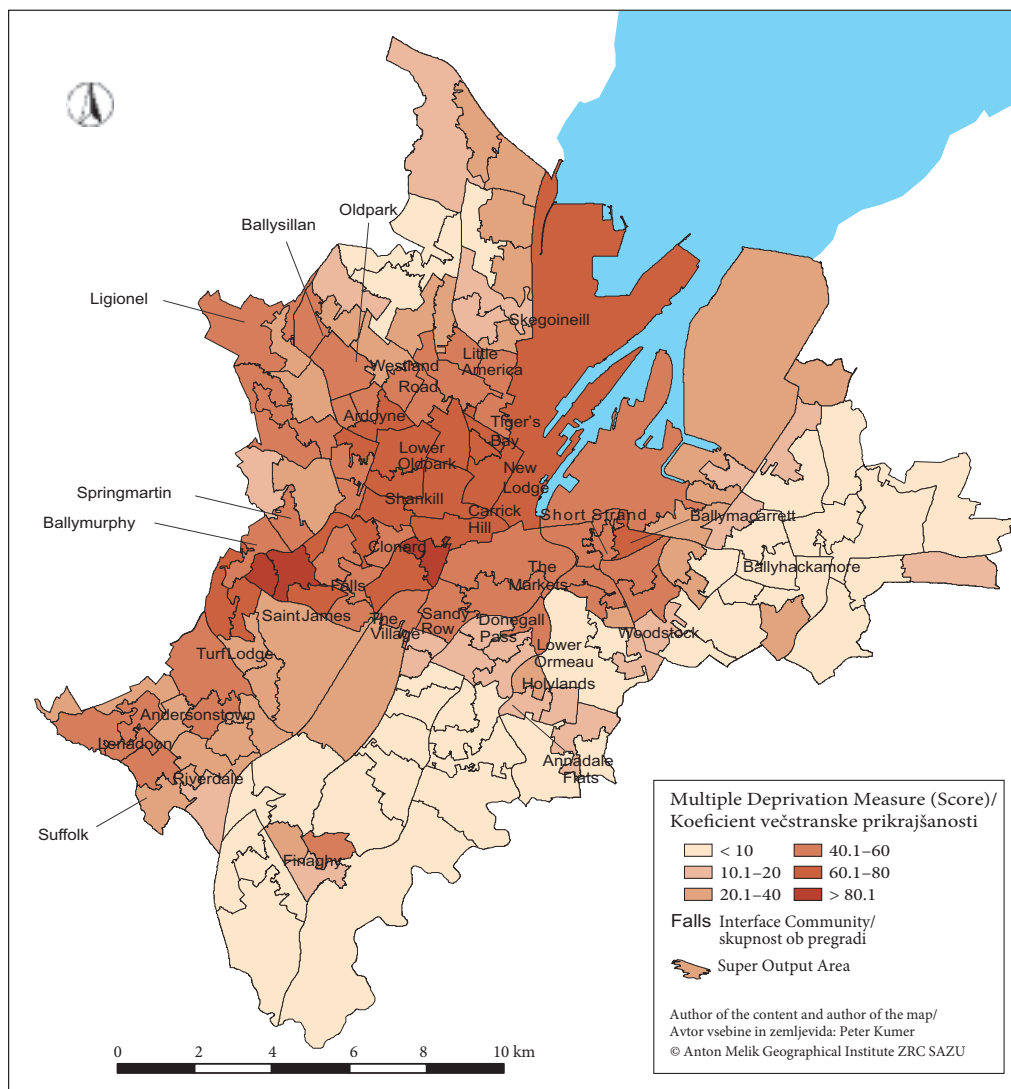 Oldpark
Ballysillan
Ligionel
Skegoineill
Little
America
Westland
Road
Ardoyne
Tiger's
Bay
Lower
Oldpark
New
Lodge
Springmartin
Shankill
Carrick
Hill
Short Strand
Ballymacarrett
Ballymurphy
Clonard
The
Markets
Ballyhackamore
Falls
Saint James
The
Village
Sandy
Row
Donegall
Pass
Woodstock
Lower
Ormeau
Turf Lodge
Holylands
Andersonstown
Lenadoon
Riverdale
Annadale
Flats
Suffolk
Finaghy
Multiple Deprivation Measure (Score)/
Koeficient večstranske prikrajšanosti
< 10
40.1–60
10.1–20
60.1–80
20.1–40
> 80.1
Falls Interface Community/
skupnost ob pregradi
Super Output Area
Author of the content and author of the map/
Avtor vsebine in zemljevida: Peter Kumer
© Anton Melik Geographical Institute ZRC SAZU
0 2 4 6 8 10 km